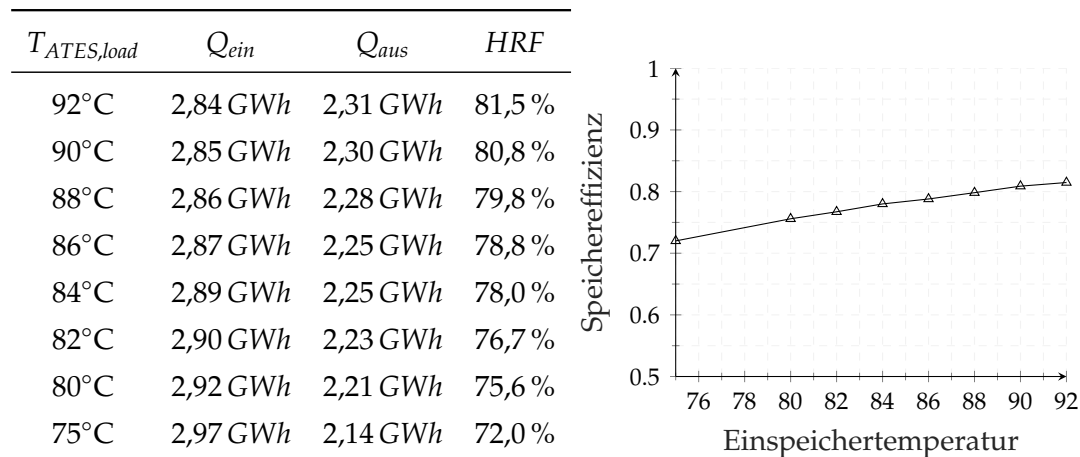 T_ATES,load Q_ein Q_aus HRF
92°C 2,84 GWh 2,31 GWh 81,5 %
90°C 2,85 GWh 2,30 GWh 80,8 %
88°C 2,86 GWh 2,28 GWh 79,8 %
86°C 2,87 GWh 2,25 GWh 78,8 %
84°C 2,89 GWh 2,25 GWh 78,0 %
82°C 2,90 GWh 2,23 GWh 76,7 %
80°C 2,92 GWh 2,21 GWh 75,6 %
75°C 2,97 GWh 2,14 GWh 72,0 %
Speichereffizienz
1
0.9
0.8
0.7
0.6
0.5
76 78 80 82 84 86 88 90 92
Einspeichertemperatur